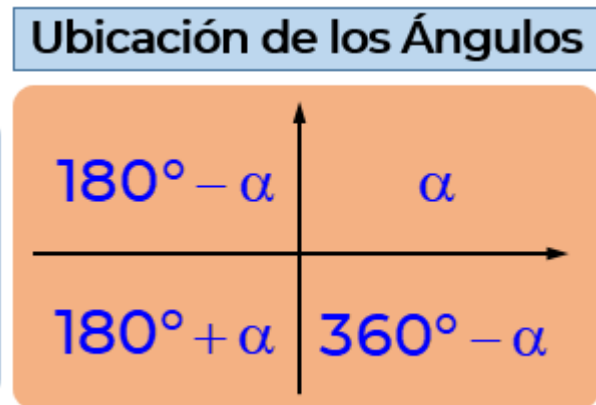 Ubicación de los Ángulos
180° – α
α
180° + α
360° – α